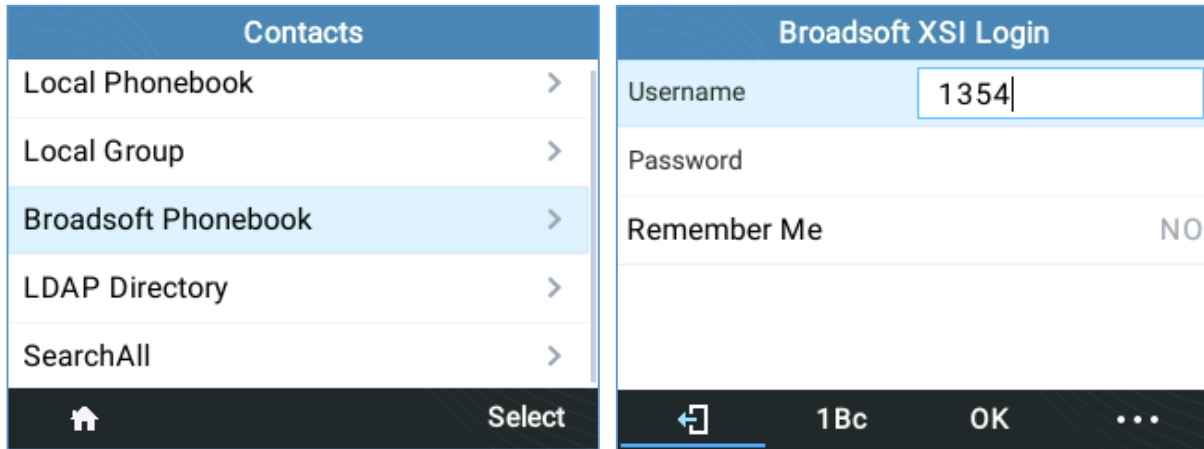 Contacts
Local Phonebook
Local Group
Broadsoft Phonebook
LDAP Directory
SearchAll
Select
Broadsoft XSI Login
Username 1354
Password
Remember Me NO
1Bc OK